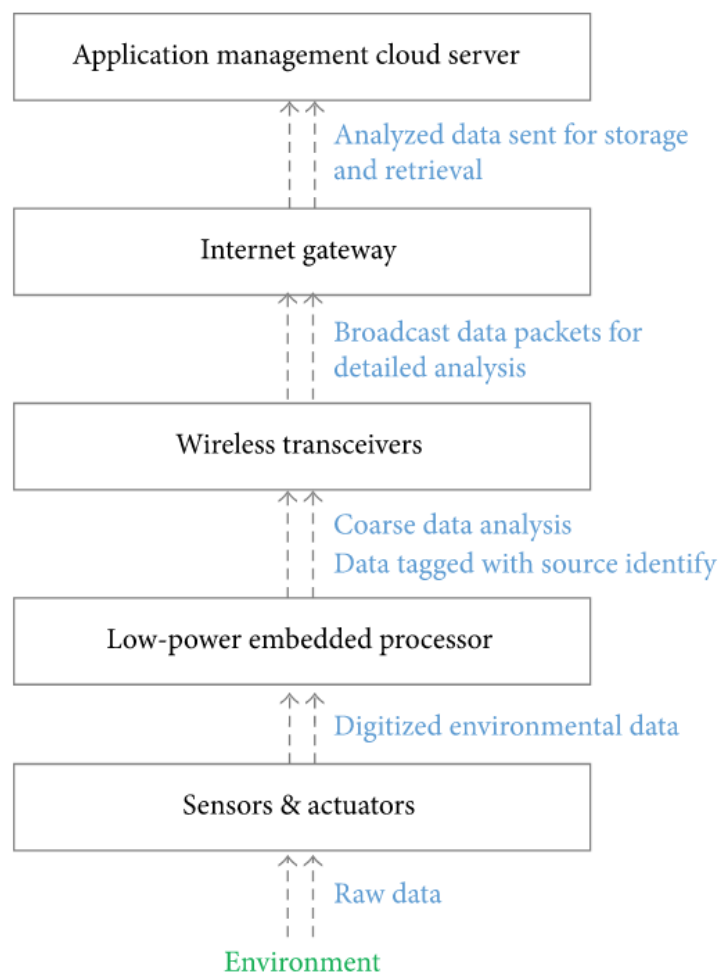 Application management cloud server
Analyzed data sent for storage
and retrieval
Internet gateway
Broadcast data packets for
detailed analysis
Wireless transceivers
Coarse data analysis
Data tagged with source identify
Low-power embedded processor
Digitized environmental data
Sensors & actuators
Raw data
Environment